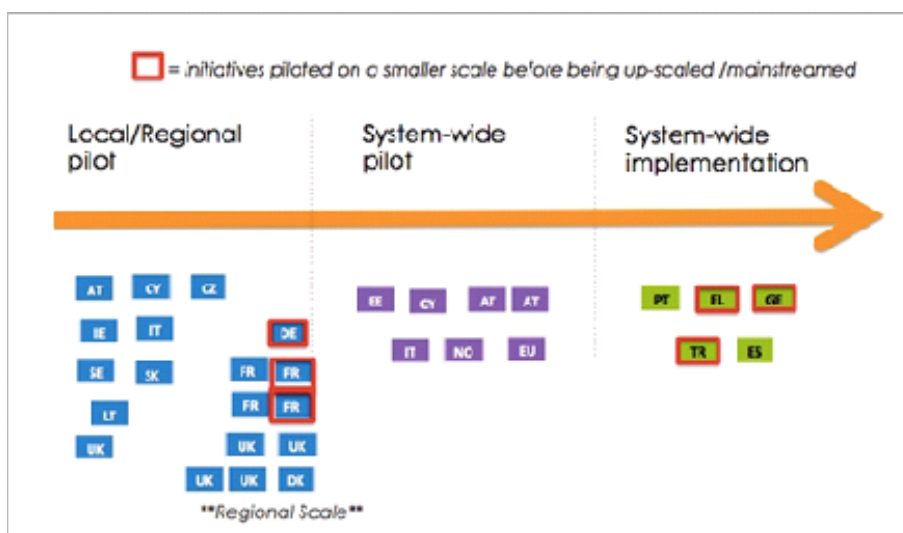 = initiatives piloted on a smaller scale before being up-scaled /mainstreamed
Local/Regional
pilot
System-wide
pilot
System-wide
implementation
AT CY CZ
IE IT DE
SE SK FR FR
LT FR FR
UK UK UK
UK UK DK
**Regional Scale**
EE CY AT AT
IT NO EU
PT EL GE
TR ES